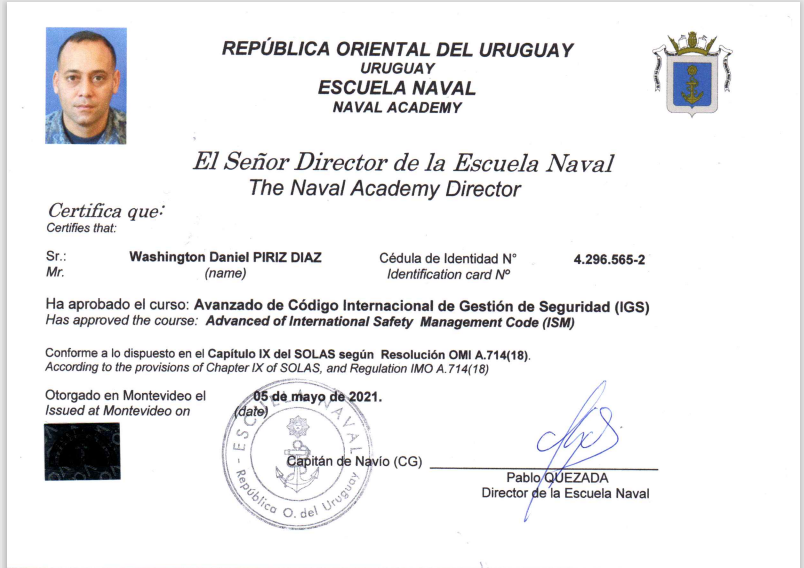 REPÚBLICA ORIENTAL DEL URUGUAY
URUGUAY
ESCUELA NAVAL
NAVAL ACADEMY
El Señor Director de la Escuela Naval
The Naval Academy Director
Certifica que:
Certifies that:
Sr.: Washington Daniel PIRIZ DIAZ Cédula de Identidad N° 4.296.565-2
Mr. (name) Identification card Nº
Ha aprobado el curso: Avanzado de Código Internacional de Gestión de Seguridad (IGS)
Has approved the course: Advanced of International Safety Management Code (ISM)
Conforme a lo dispuesto en el Capítulo IX del SOLAS según Resolución OMI A.714(18).
According to the provisions of Chapter IX of SOLAS, and Regulation IMO A.714(18)
Otorgado en Montevideo el 05 de mayo de 2021.
Issued at Montevideo on (date)
ESCUELA NAVAL
República O. del Uruguay
Capitán de Navío (CG)
Pablo QUEZADA
Director de la Escuela Naval